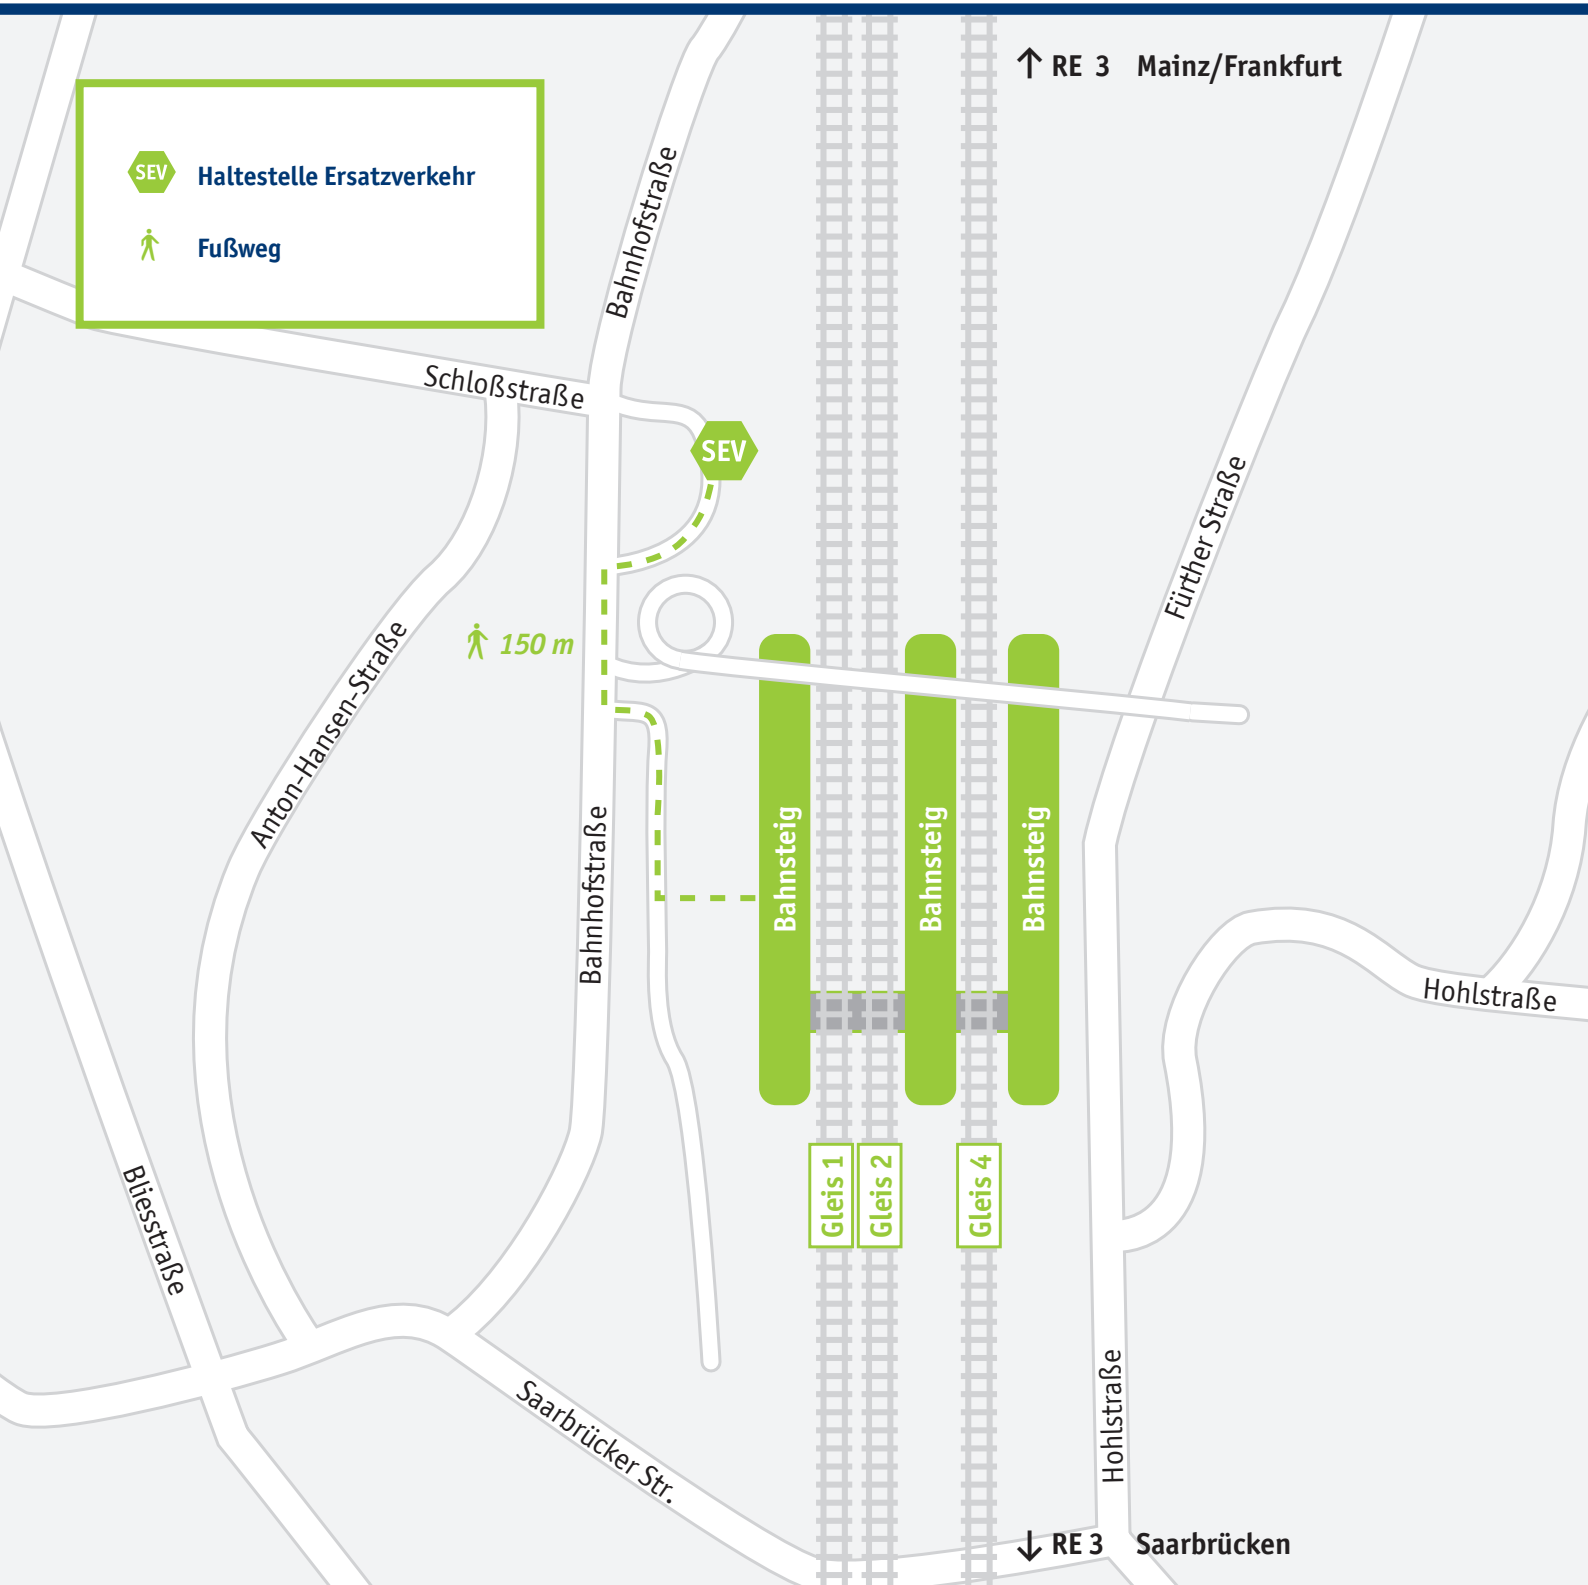 ↑ RE 3 Mainz/Frankfurt
SEV Haltestelle Ersatzverkehr
Fußweg
Bahnhofstraße
Schloßstraße
SEV
Fürther Straße
150 m
Anton-Hansen-Straße
Bahnhofstraße
Bahnsteig
Bahnsteig
Bahnsteig
Hohlstraße
Gleis 1
Gleis 2
Gleis 4
Bliesstraße
Saarbrücker Str.
Hohlstraße
↓ RE 3 Saarbrücken